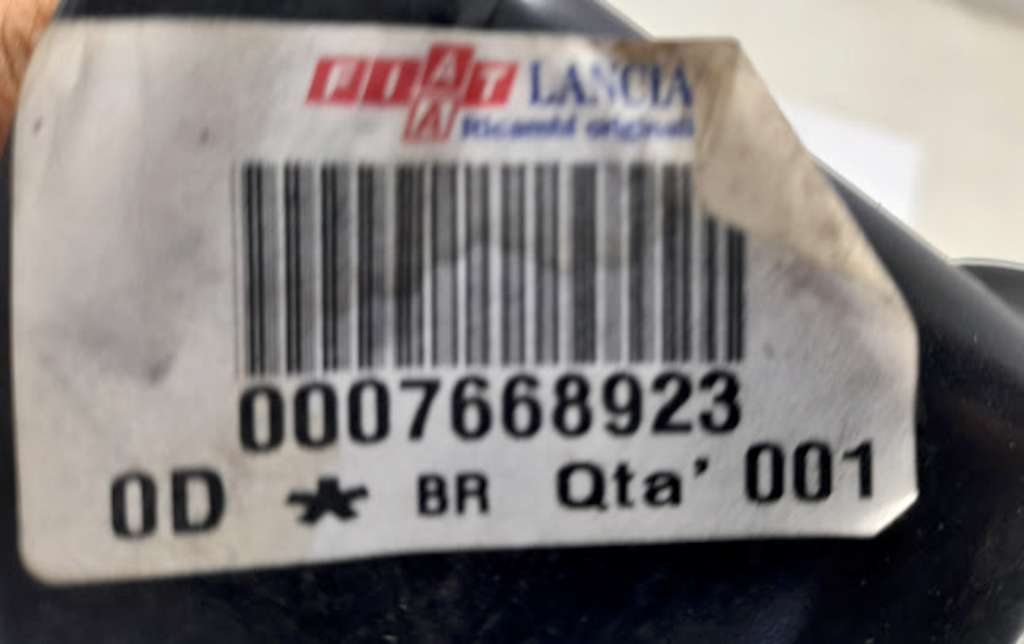 FIAT LANCIA
A Ricambi originali
0007668923
0D * BR Qta' 001